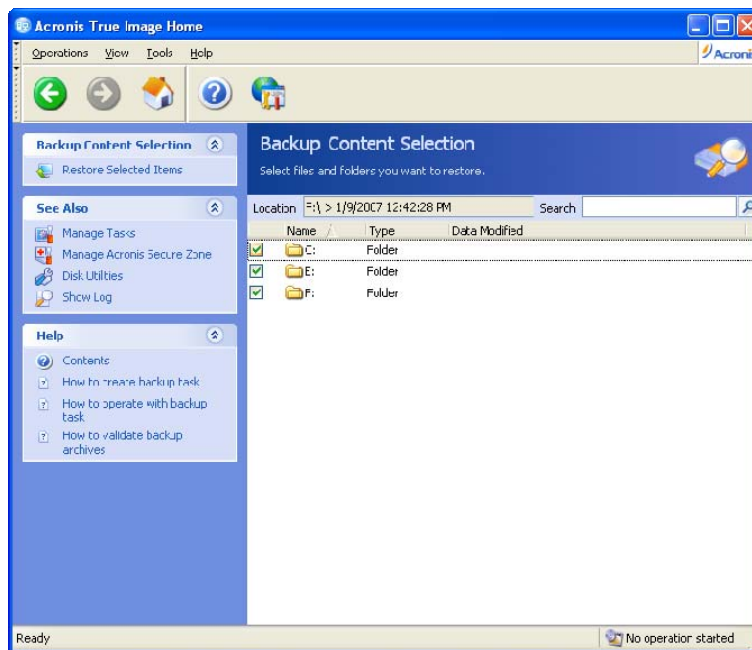 Acronis True Image Home
Operations View Tools Help
Acronis
Backup Content Selection
Restore Selected Items
See Also
Manage Tasks
Manage Acronis Secure Zone
Disk Utilities
Show Log
Help
Contents
How to create backup task
How to operate with backup
task
How to validate backup
archives
Backup Content Selection
Select files and folders you want to restore.
Location F:\ > 1/9/2007 12:42:28 PM Search
Name Type Data Modified
C: Folder
E: Folder
F: Folder
Ready No operation started